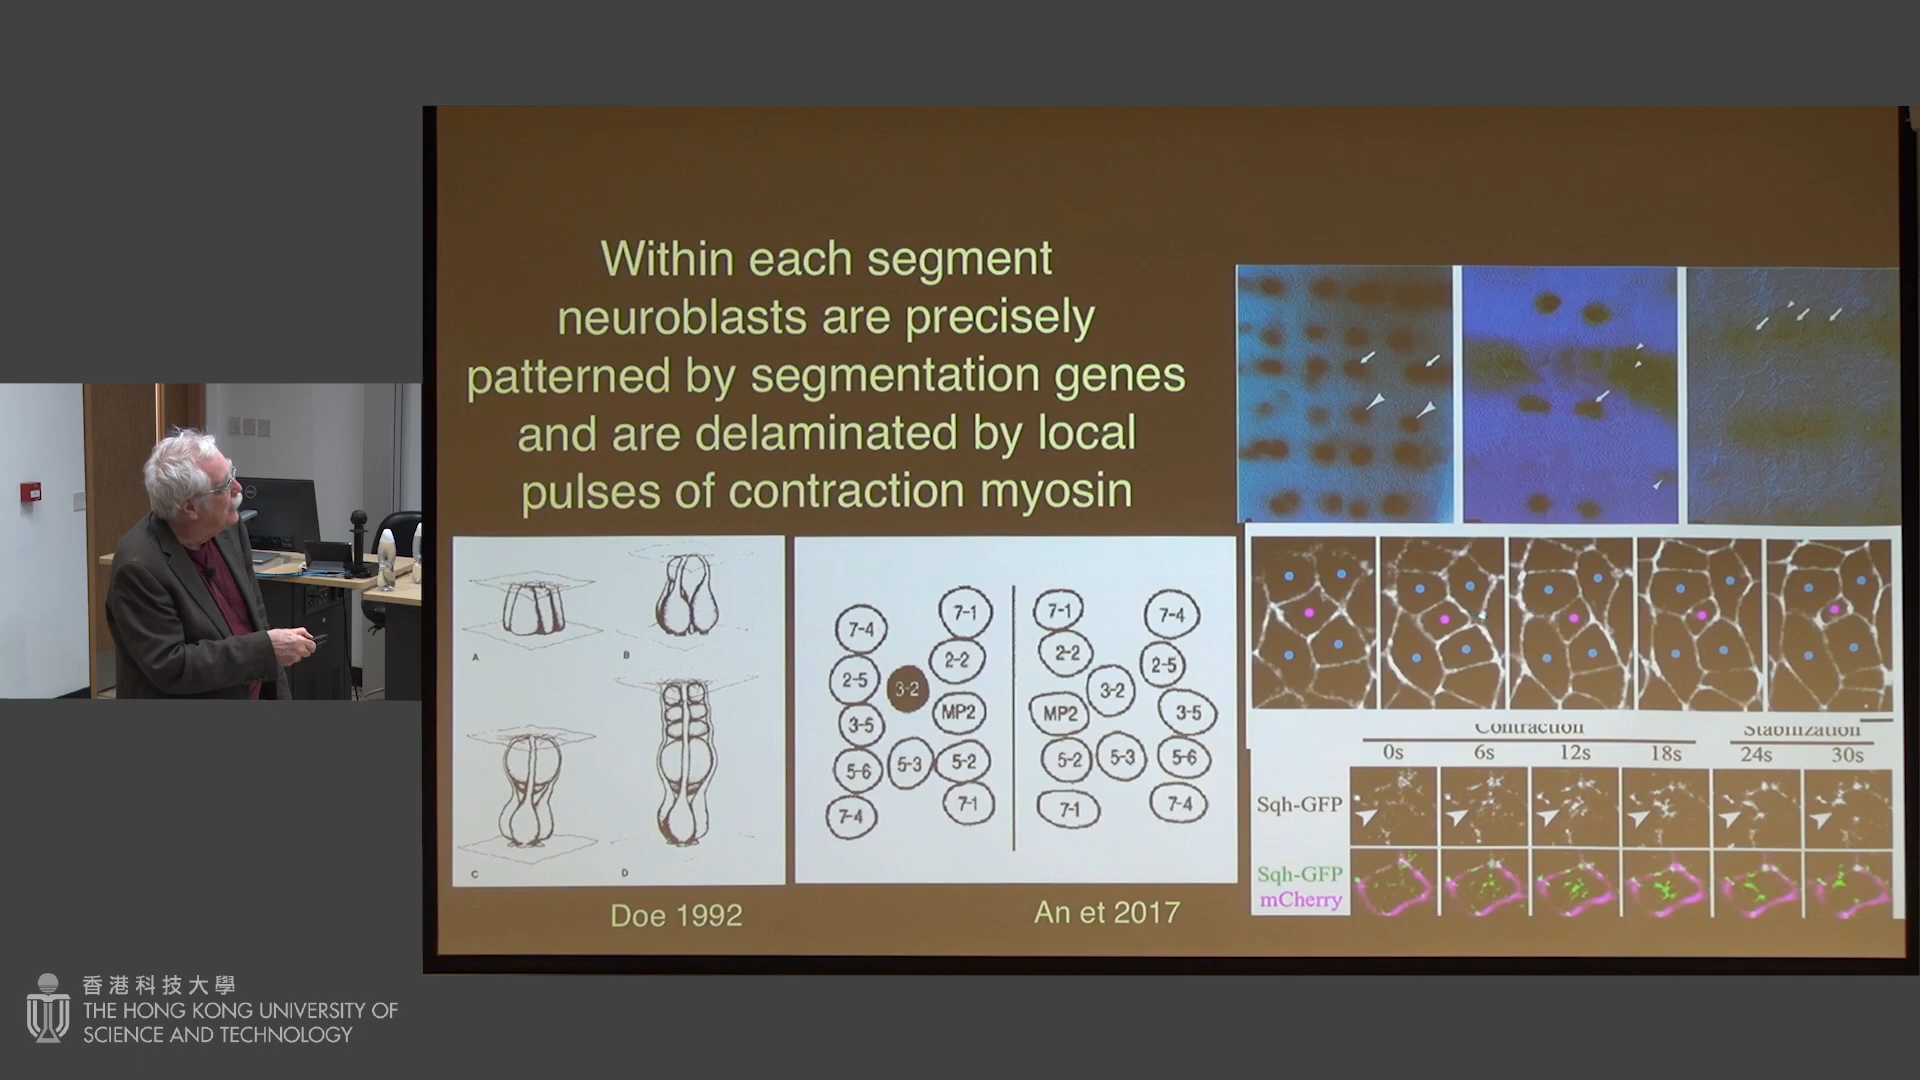 Within each segment
neuroblasts are precisely
patterned by segmentation genes
and are delaminated by local
pulses of contraction myosin
A
B
C
D
7-4
7-1
2-5
2-2
3-2
3-5
MP2
5-6
5-3
5-2
7-4
7-1
7-1
7-4
2-2
2-5
3-2
MP2
3-5
5-2
5-3
5-6
7-1
7-4
Doe 1992
An et 2017
Contraction
Stabilization
0s 6s 12s 18s 24s 30s
Sqh-GFP
Sqh-GFP
mCherry
香港科技大學
THE HONG KONG UNIVERSITY OF
SCIENCE AND TECHNOLOGY